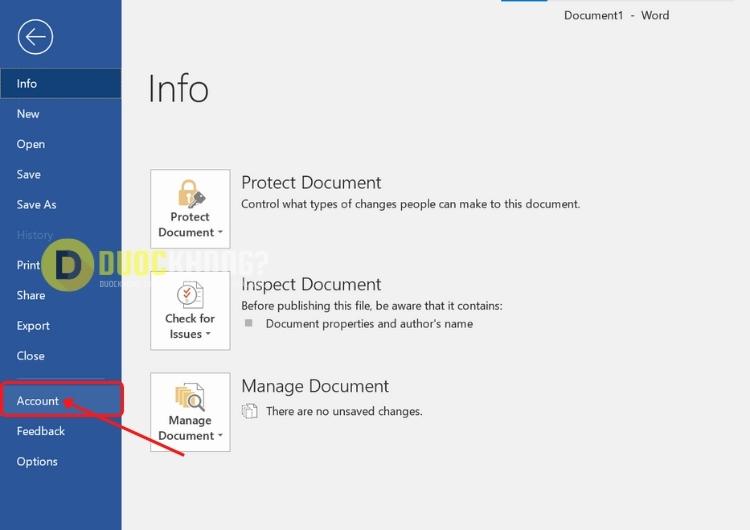 Document1 - Word
Info
New
Open
Save
Save As
History
Print
Share
Export
Close
Account
Feedback
Options
Info
Protect Document
Control what types of changes people can make to this document.
Protect
Document
Inspect Document
Before publishing this file, be aware that it contains:
Document properties and author's name
Check for
Issues
Manage Document
There are no unsaved changes.
Manage
Document
D DUOCKHONG?